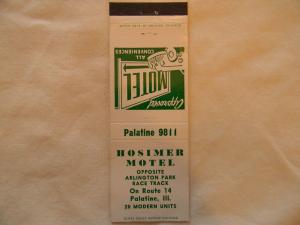 ALL
CONVENIENCES
Approved
MOTEL
Palatine 9811
HOSIMER
MOTEL
OPPOSITE
ARLINGTON PARK
RACE TRACK
On Route 14
Palatine, Ill.
29 MODERN UNITS